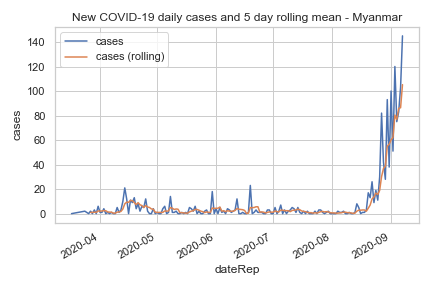 New COVID-19 daily cases and 5 day rolling mean - Myanmar
cases
cases (rolling)
140
120
100
80
60
40
20
0
cases
2020-04
2020-05
2020-06
2020-07
2020-08
2020-09
dateRep